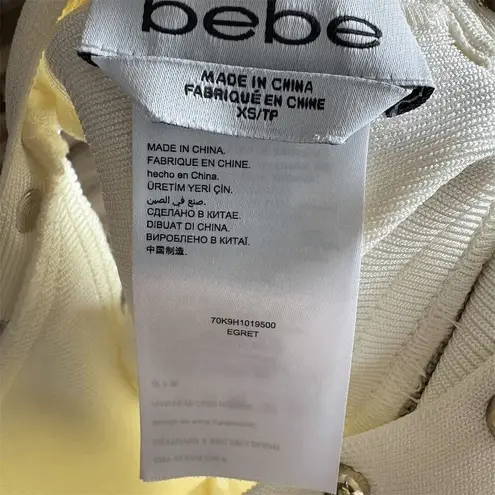 bebe
MADE IN CHINA
FABRIQUÉ EN CHINE
XS/TP
MADE IN CHINA.
FABRIQUE EN CHINE.
hecho en China.
ÜRETİM YERİ ÇİN.
صنع في الصين.
СДЕЛАНО В КИТАЕ.
DIBUAT DI CHINA.
ВИРОБЛЕНО В КИТАЇ.
中国制造.
70K9H1019500
EGRET